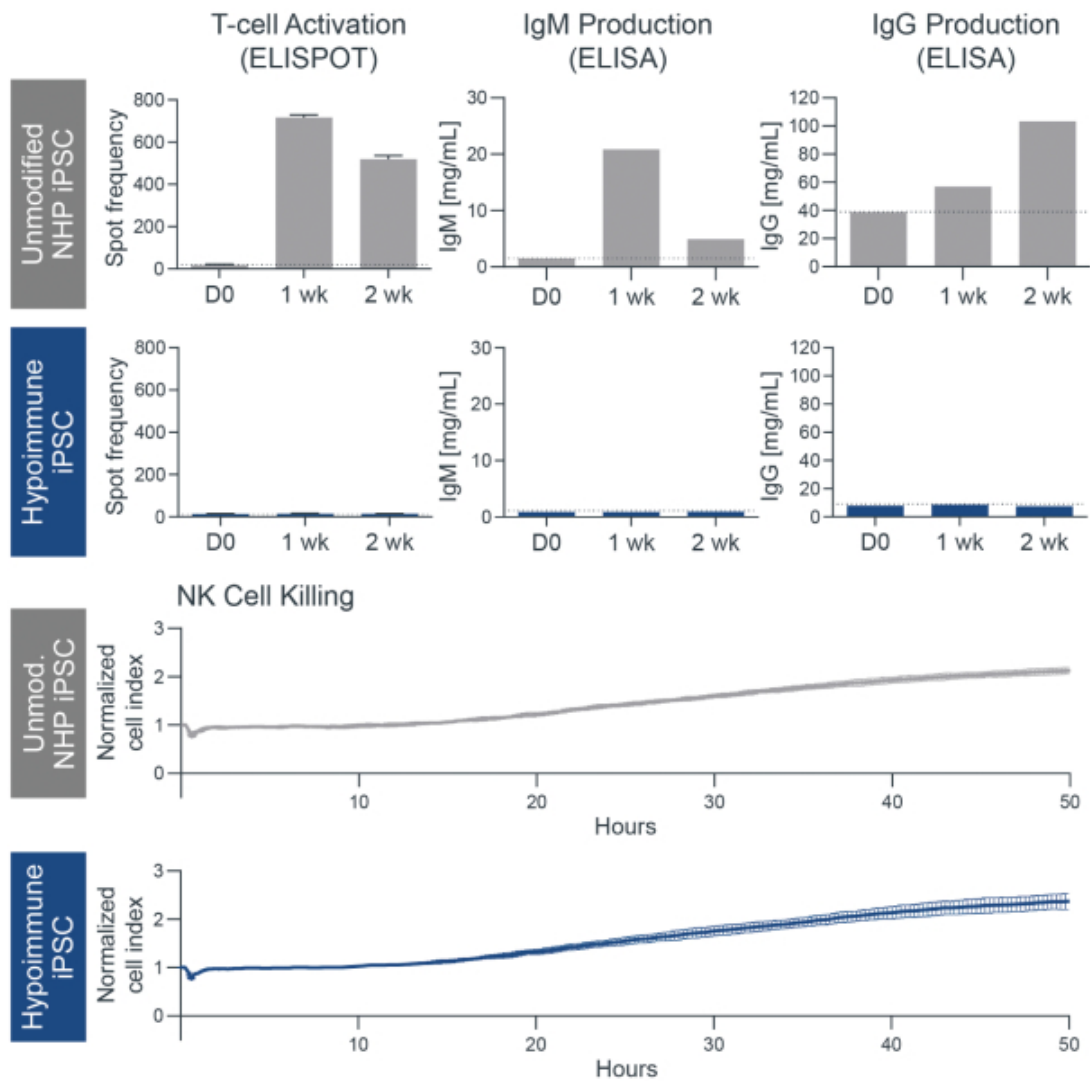 T-cell Activation
(ELISPOT)
IgM Production
(ELISA)
IgG Production
(ELISA)
Unmodified
NHP iPSC
Spot frequency
800
600
400
200
0
D0 1 wk 2 wk
IgM [mg/mL]
30
20
10
0
D0 1 wk 2 wk
IgG [mg/mL]
120
100
80
60
40
20
0
D0 1 wk 2 wk
Hypoimmune
iPSC
Spot frequency
800
600
400
200
0
D0 1 wk 2 wk
IgM [mg/mL]
30
20
10
0
D0 1 wk 2 wk
IgG [mg/mL]
120
100
80
60
40
20
0
D0 1 wk 2 wk
NK Cell Killing
Unmod.
NHP iPSC
Normalized
cell index
3
2
1
0
10 20 30 40 50
Hours
Hypoimmune
iPSC
Normalized
cell index
3
2
1
0
10 20 30 40 50
Hours